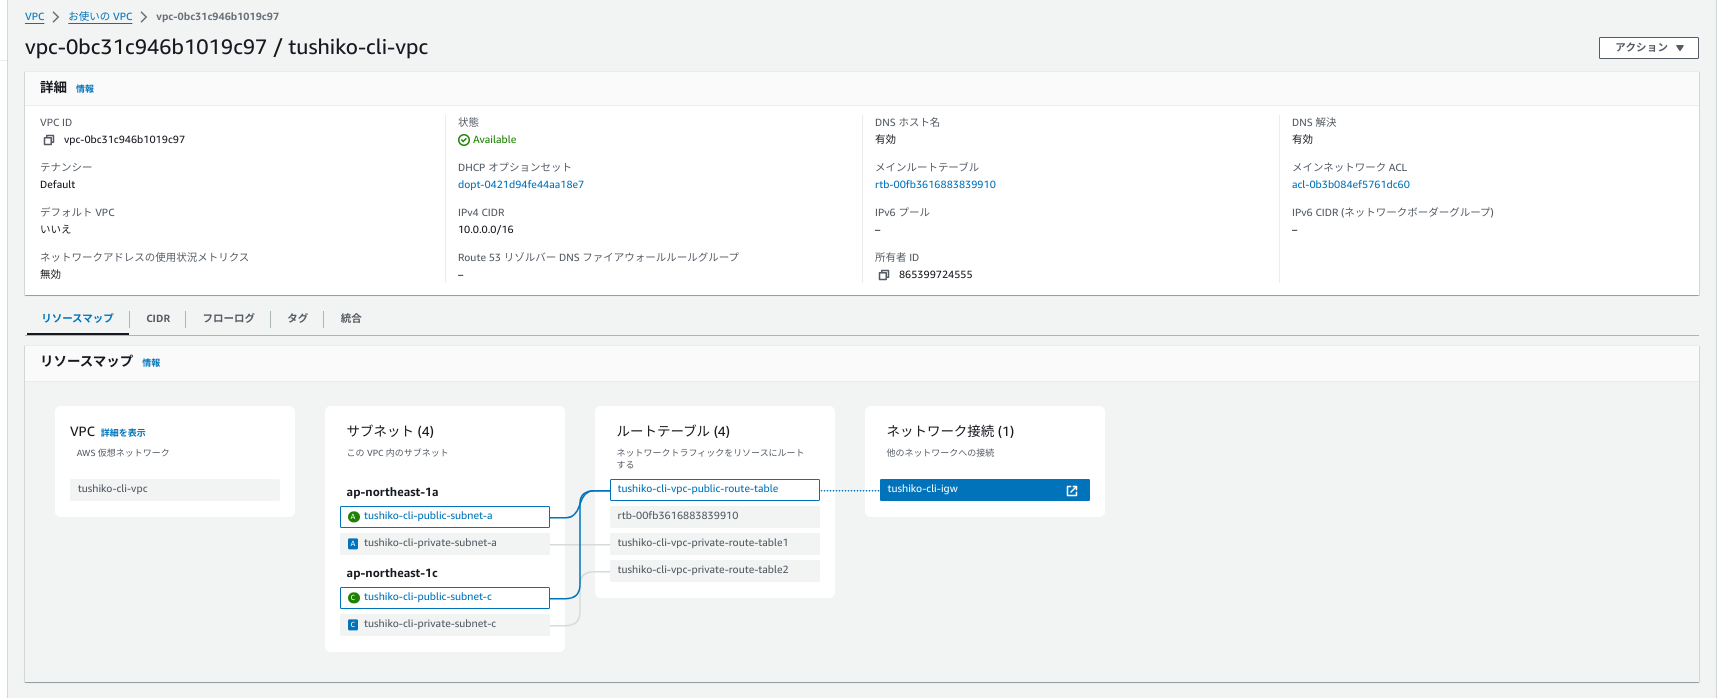 VPC > お使いの VPC > vpc-0bc31c946b1019c97
vpc-0bc31c946b1019c97 / tushiko-cli-vpc
アクション ▼
詳細 情報
VPC ID
vpc-0bc31c946b1019c97
状態
Available
DNS ホスト名
有効
DNS 解決
有効
テナンシー
Default
DHCP オプションセット
dopt-0421d94fe44aa18e7
メインルートテーブル
rtb-00fb3616883839910
メインネットワーク ACL
acl-0b3b084ef5761dc60
デフォルト VPC
いいえ
IPv4 CIDR
10.0.0.0/16
IPv6 プール
–
IPv6 CIDR (ネットワークボーダーグループ)
–
ネットワークアドレスの使用状況メトリクス
無効
Route 53 リゾルバー DNS ファイアウォールルールグループ
–
所有者 ID
865399724555
リソースマップ CIDR フローログ タグ 統合
リソースマップ 情報
VPC 詳細を表示
AWS 仮想ネットワーク
tushiko-cli-vpc
サブネット (4)
この VPC 内のサブネット
ap-northeast-1a
A tushiko-cli-public-subnet-a
A tushiko-cli-private-subnet-a
ap-northeast-1c
C tushiko-cli-public-subnet-c
C tushiko-cli-private-subnet-c
ルートテーブル (4)
ネットワークトラフィックをリソースにルート
する
tushiko-cli-vpc-public-route-table
rtb-00fb3616883839910
tushiko-cli-vpc-private-route-table1
tushiko-cli-vpc-private-route-table2
ネットワーク接続 (1)
他のネットワークへの接続
tushiko-cli-igw